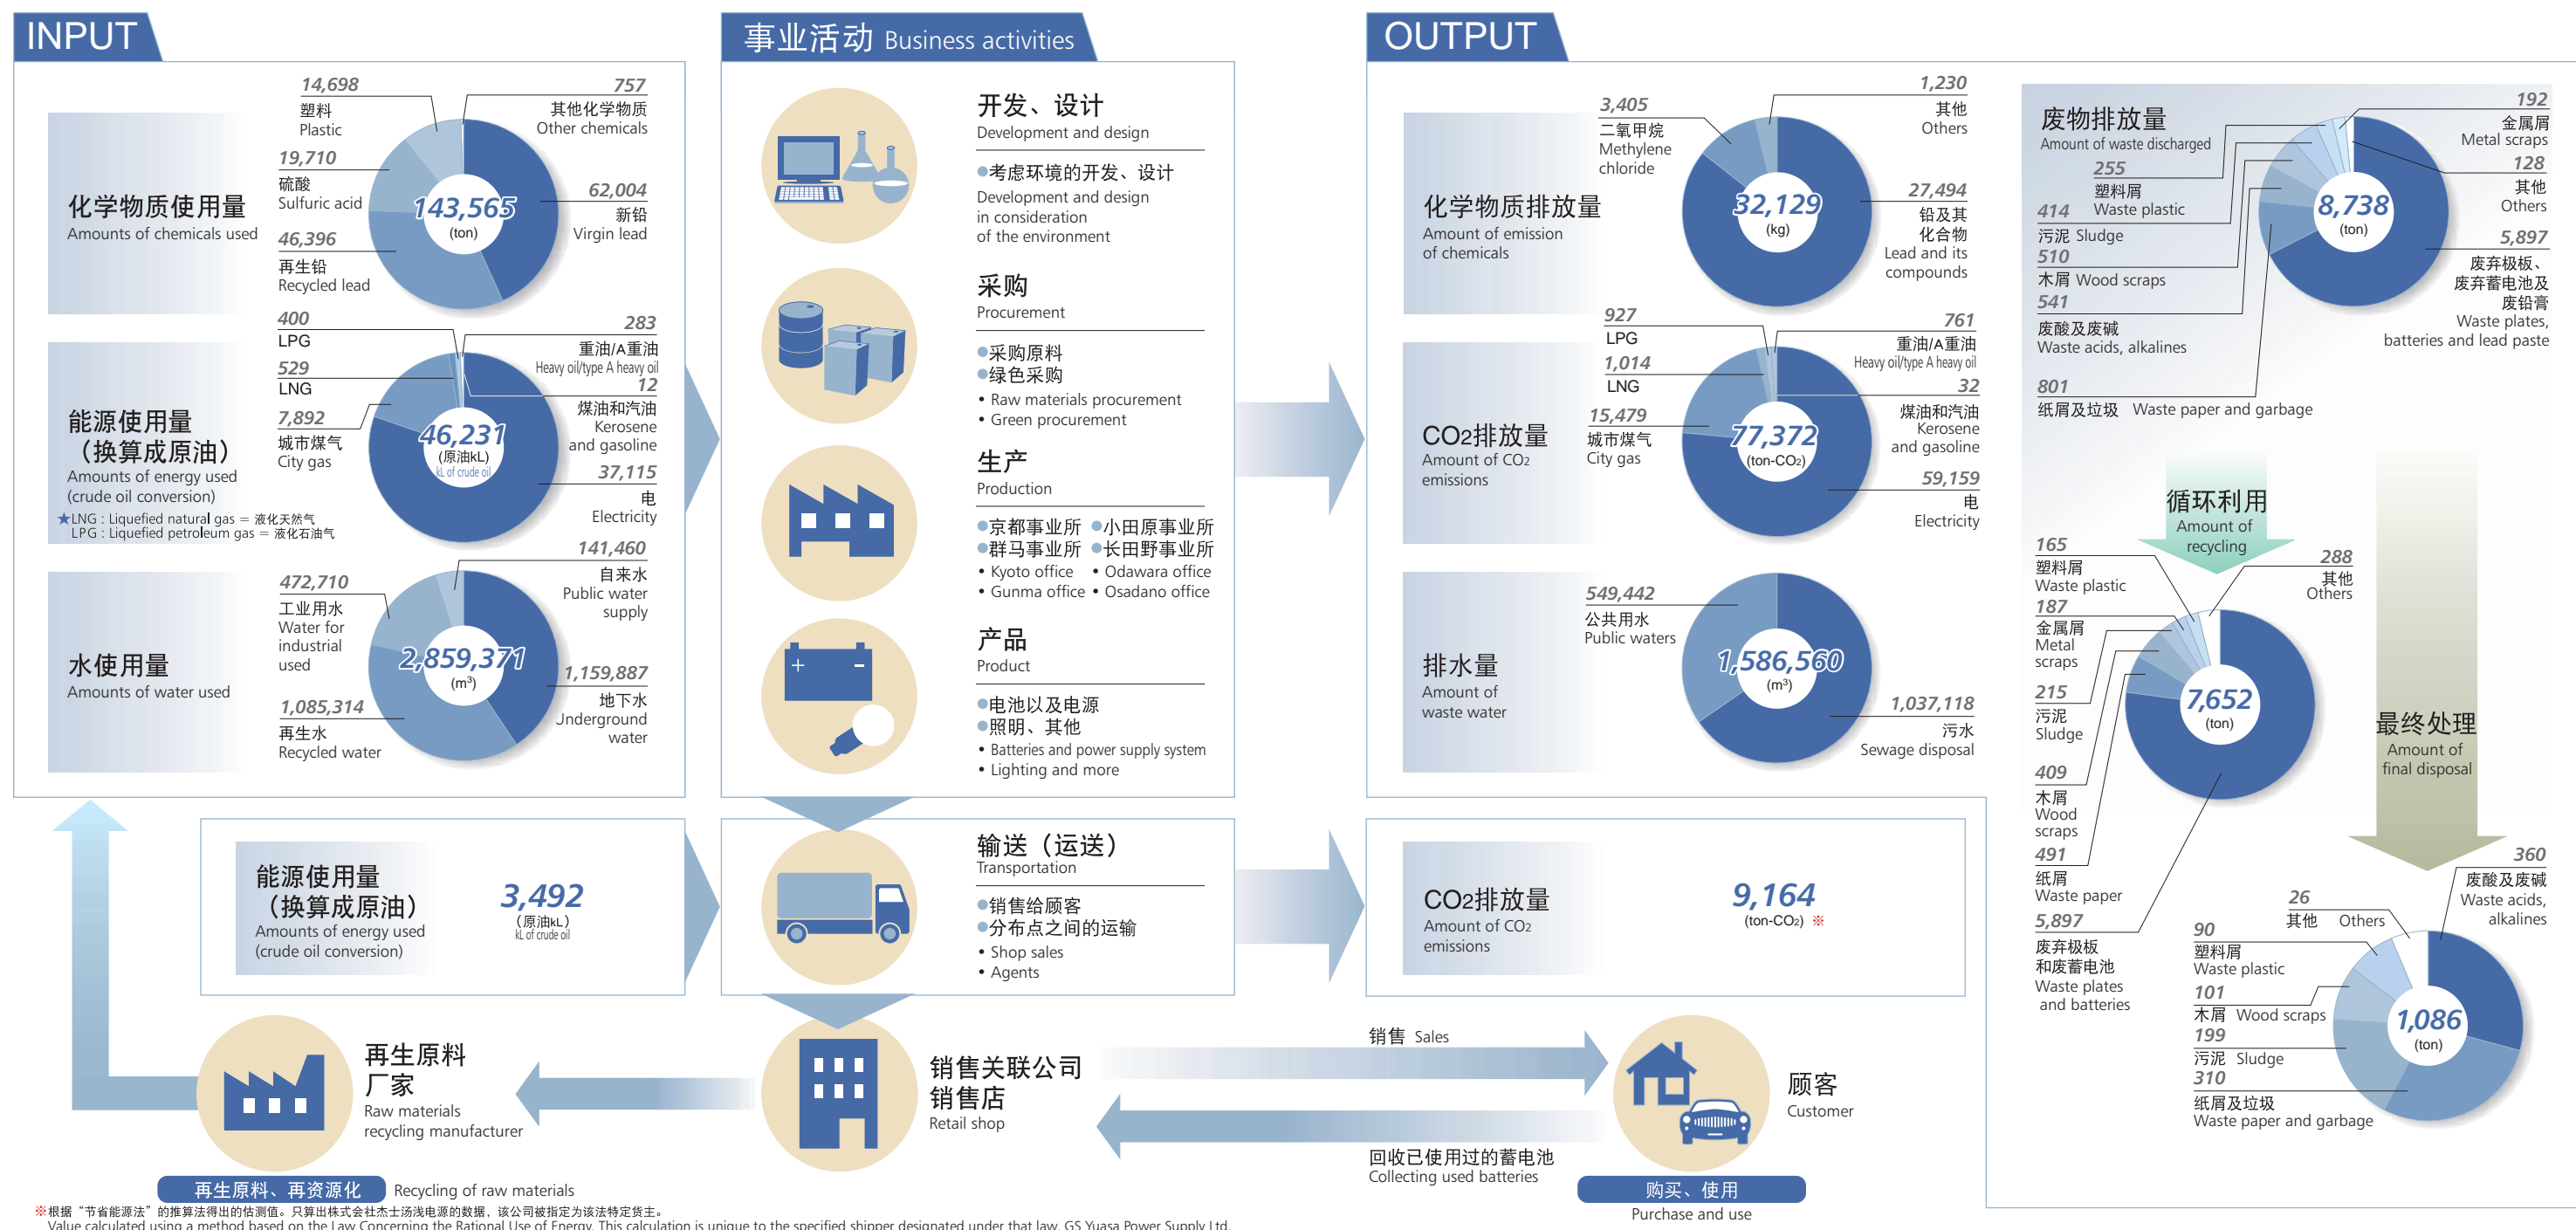 INPUT
化学物质使用量
Amounts of chemicals used
14,698
塑料
Plastic
757
其他化学物质
Other chemicals
19,710
硫酸
Sulfuric acid
62,004
新铅
Virgin lead
46,396
再生铅
Recycled lead
143,565
(ton)
能源使用量
（换算成原油）
Amounts of energy used
(crude oil conversion)
★LNG : Liquefied natural gas = 液化天然气
LPG : Liquefied petroleum gas = 液化石油气
400
LPG
283
重油/A重油
Heavy oil/type A heavy oil
529
LNG
12
煤油和汽油
Kerosene
and gasoline
7,892
城市煤气
City gas
37,115
电
Electricity
46,231
(原油kL)
kL of crude oil
水使用量
Amounts of water used
141,460
自来水
Public water
supply
472,710
工业用水
Water for
industrial
used
1,159,887
地下水
Underground
water
1,085,314
再生水
Recycled water
2,859,371
(m³)
事业活动 Business activities
开发、设计
Development and design
●考虑环境的开发、设计
Development and design
in consideration
of the environment
采购
Procurement
●采购原料
●绿色采购
• Raw materials procurement
• Green procurement
生产
Production
●京都事业所 ●小田原事业所
●群马事业所 ●长田野事业所
• Kyoto office • Odawara office
• Gunma office • Osadano office
产品
Product
●电池以及电源
●照明、其他
• Batteries and power supply system
• Lighting and more
OUTPUT
化学物质排放量
Amount of emission
of chemicals
3,405
二氧甲烷
Methylene
chloride
1,230
其他
Others
27,494
铅及其
化合物
Lead and its
compounds
32,129
(kg)
CO2排放量
Amount of CO2
emissions
927
LPG
761
重油/A重油
Heavy oil/type A heavy oil
1,014
LNG
32
煤油和汽油
Kerosene
and gasoline
15,479
城市煤气
City gas
59,159
电
Electricity
77,372
(ton-CO2)
排水量
Amount of
waste water
549,442
公共用水
Public waters
1,037,118
污水
Sewage disposal
1,586,560
(m³)
废物排放量
Amount of waste discharged
192
金属屑
Metal scraps
128
其他
Others
255
塑料屑
Waste plastic
414
污泥 Sludge
510
木屑 Wood scraps
541
废酸及废碱
Waste acids, alkalines
801
纸屑及垃圾 Waste paper and garbage
5,897
废弃极板、
废弃蓄电池及
废铅膏
Waste plates,
batteries and lead paste
8,738
(ton)
循环利用
Amount of
recycling
165
塑料屑
Waste plastic
288
其他
Others
187
金属屑
Metal
scraps
215
污泥
Sludge
409
木屑
Wood
scraps
491
纸屑
Waste paper
5,897
废弃极板
和废蓄电池
Waste plates
and batteries
7,652
(ton)
最终处理
Amount of
final disposal
360
废酸及废碱
Waste acids,
alkalines
26
其他 Others
90
塑料屑
Waste plastic
101
木屑 Wood scraps
199
污泥 Sludge
310
纸屑及垃圾
Waste paper and garbage
1,086
(ton)
能源使用量
（换算成原油）
Amounts of energy used
(crude oil conversion)
3,492
（原油kL）
kL of crude oil
输送（运送）
Transportation
●销售给顾客
●分布点之间的运输
• Shop sales
• Agents
CO2排放量
Amount of CO2
emissions
9,164
(ton-CO2) ※
再生原料
厂家
Raw materials
recycling manufacturer
再生原料、再资源化 Recycling of raw materials
销售关联公司
销售店
Retail shop
销售 Sales
回收已使用过的蓄电池
Collecting used batteries
顾客
Customer
购买、使用
Purchase and use
※根据“节省能源法”的推算法得出的估测值。只算出株式会社杰士汤浅电源的数据，该公司被指定为该法特定货主。
Value calculated using a method based on the Law Concerning the Rational Use of Energy. This calculation is unique to the specified shipper designated under that law, GS Yuasa Power Supply Ltd.